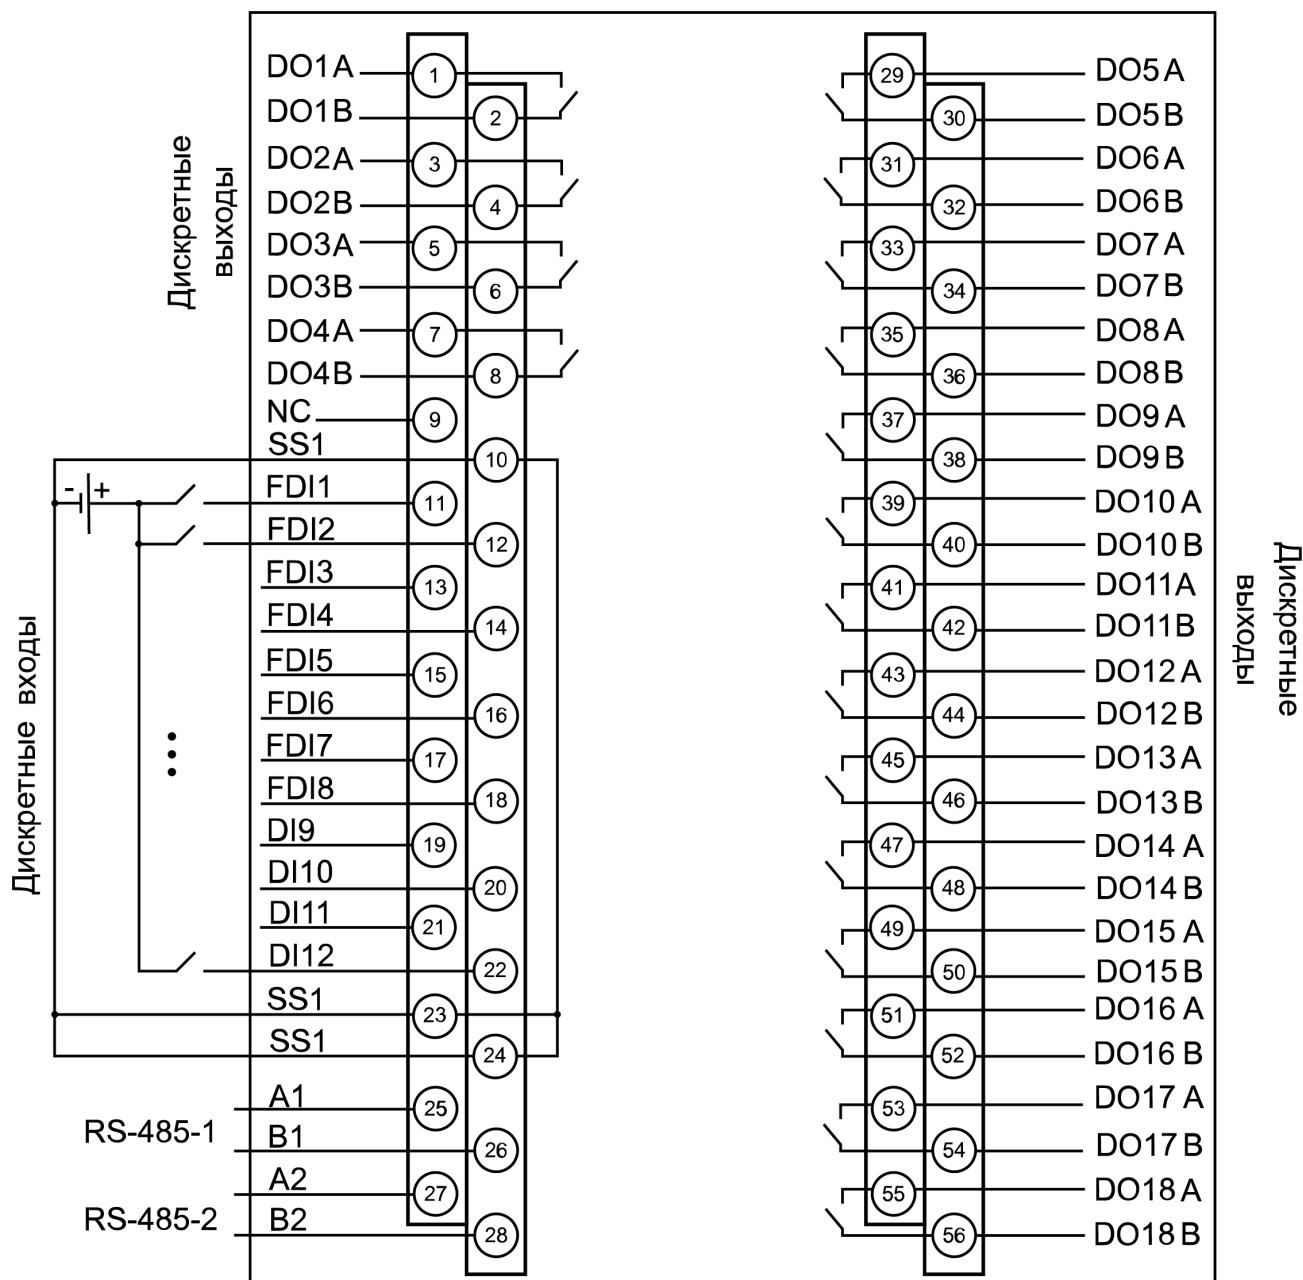 Дискретные
выходы
DO1A 1
DO1B 2
DO2A 3
DO2B 4
DO3A 5
DO3B 6
DO4A 7
DO4B 8
NC 9
SS1 10
- +
FDI1 11
FDI2 12
FDI3 13
FDI4 14
FDI5 15
FDI6 16
FDI7 17
FDI8 18
DI9 19
DI10 20
DI11 21
DI12 22
SS1 23
SS1 24
Дискретные входы
RS-485-1
A1 25
B1 26
RS-485-2
A2 27
B2 28
29 DO5A
30 DO5B
31 DO6A
32 DO6B
33 DO7A
34 DO7B
35 DO8A
36 DO8B
37 DO9A
38 DO9B
39 DO10A
40 DO10B
41 DO11A
42 DO11B
43 DO12A
44 DO12B
45 DO13A
46 DO13B
47 DO14A
48 DO14B
49 DO15A
50 DO15B
51 DO16A
52 DO16B
53 DO17A
54 DO17B
55 DO18A
56 DO18B
Дискретные
выходы